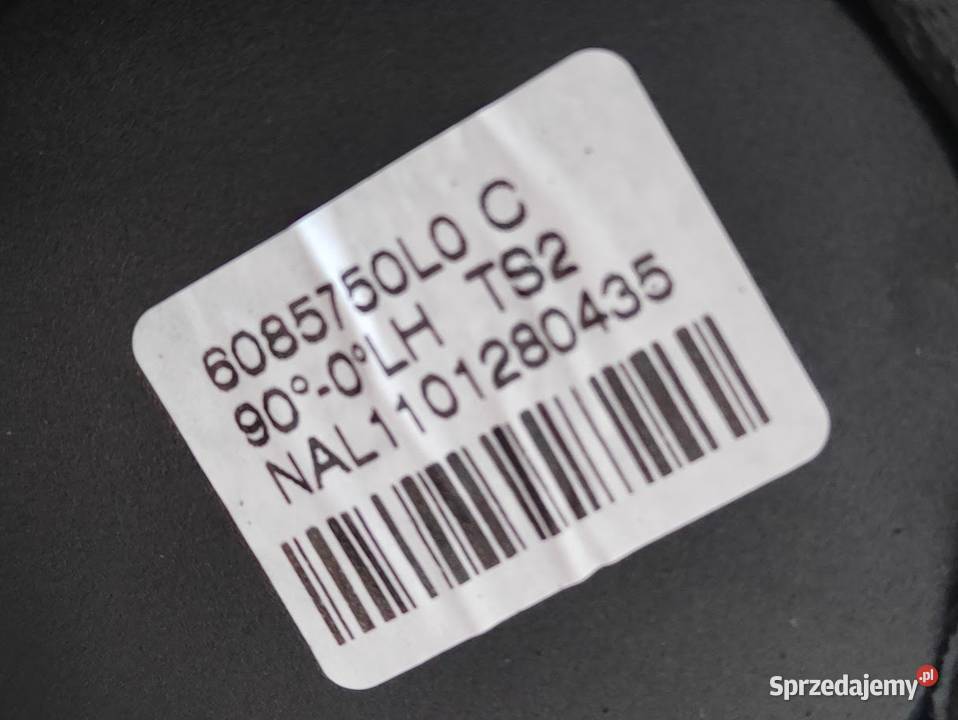 6085750L0 C
90°-0°LH TS2
NAL1101280435
Sprzedajemy.pl